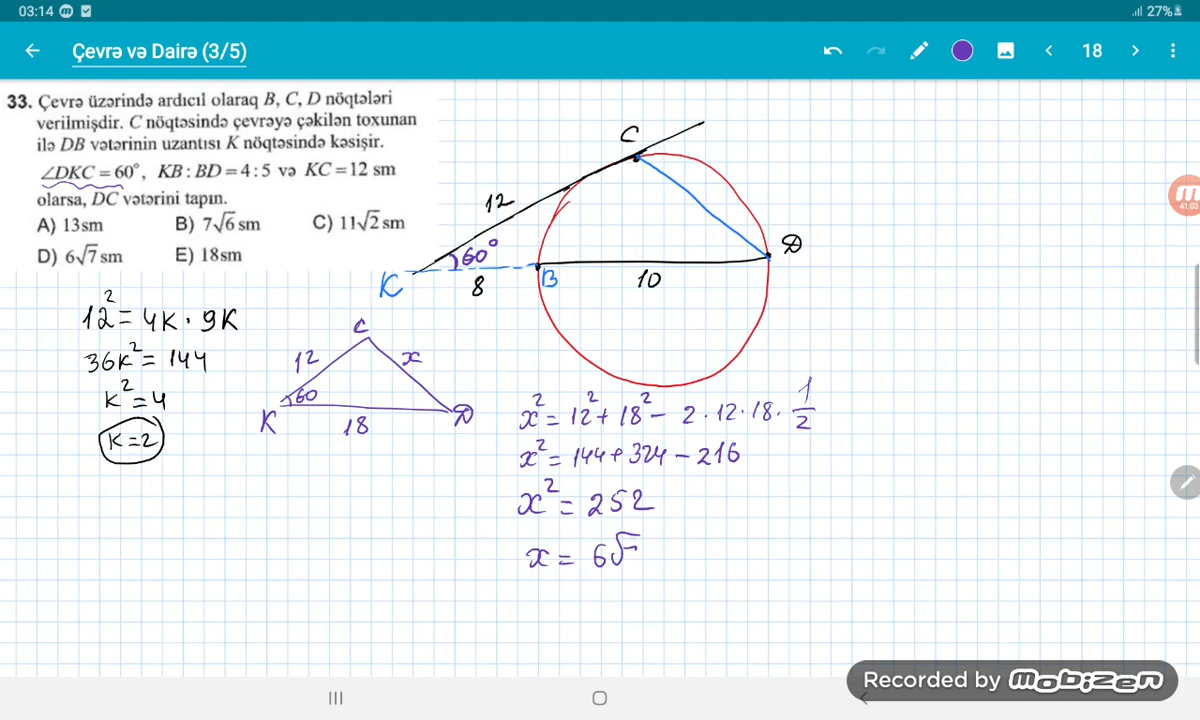 03:14
27%
Çevrə və Dairə (3/5)
18
33. Çevrə üzərində ardıcıl olaraq B, C, D nöqtələri
verilmişdir. C nöqtəsində çevrəyə çəkilən toxunan
ilə DB vətərinin uzantısı K nöqtəsində kəsişir.
∠DKC = 60°, KB : BD = 4 : 5 və KC = 12 sm
olarsa, DC vətərini tapın.
A) 13sm B) 7√6 sm C) 11√2 sm
D) 6√7 sm E) 18sm
C
12
60°
D
K
8
B
10
41:03
12² = 4K · 9K
36K² = 144
K² = 4
K = 2
C
12
x
60
K
18
D
x² = 12² + 18² - 2 · 12 · 18 · 1/2
x² = 144 + 324 - 216
x² = 252
x = 6√
Recorded by mobizen